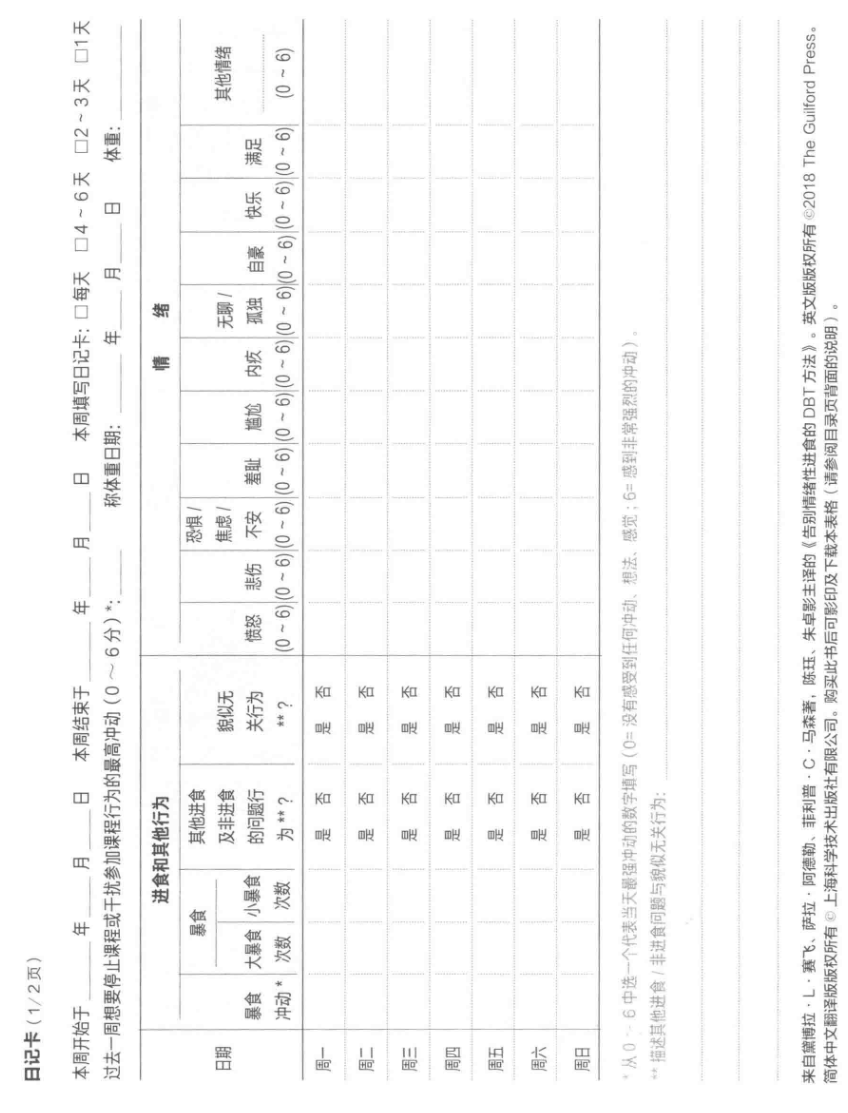 日记卡（1/2页）
本周开始于____年____月____日 本周结束于____年____月____日 本周填写日记卡：□每天 □4～6天 □2～3天 □1天
过去一周想要停止课程或干扰参加课程行为的最高冲动（0～6分）*：____ 称体重日期：____年____月____日 体重：____
进食和其他行为 情绪
日期 暴食冲动* 暴食 大暴食次数 小暴食次数 其他进食及非进食的问题行为**？ 貌似无关行为**？ 愤怒(0～6) 悲伤(0～6) 恐惧/焦虑/不安(0～6) 羞耻(0～6) 尴尬(0～6) 内疚(0～6) 无聊/孤独(0～6) 自豪(0～6) 快乐(0～6) 满足(0～6) 其他情绪(0～6)
周一 是 否 是 否
周二 是 否 是 否
周三 是 否 是 否
周四 是 否 是 否
周五 是 否 是 否
周六 是 否 是 否
周日 是 否 是 否
*从0～6中选一个代表当天最强冲动的数字填写（0=没有感受到任何冲动、想法、感觉；6=感到非常强烈的冲动）。
**描述其他进食/非进食问题与貌似无关行为：
来自黛博拉·L·赛飞、萨拉·阿德勒、菲利普·C·马森著，陈珏、朱卓影主译的《告别情绪性进食的DBT方法》。英文版版权所有©2018 The Guilford Press。
简体中文翻译版版权所有©上海科学技术出版社有限公司。购买此书后可影印及下载本表格（请参阅目录页背面的说明）。